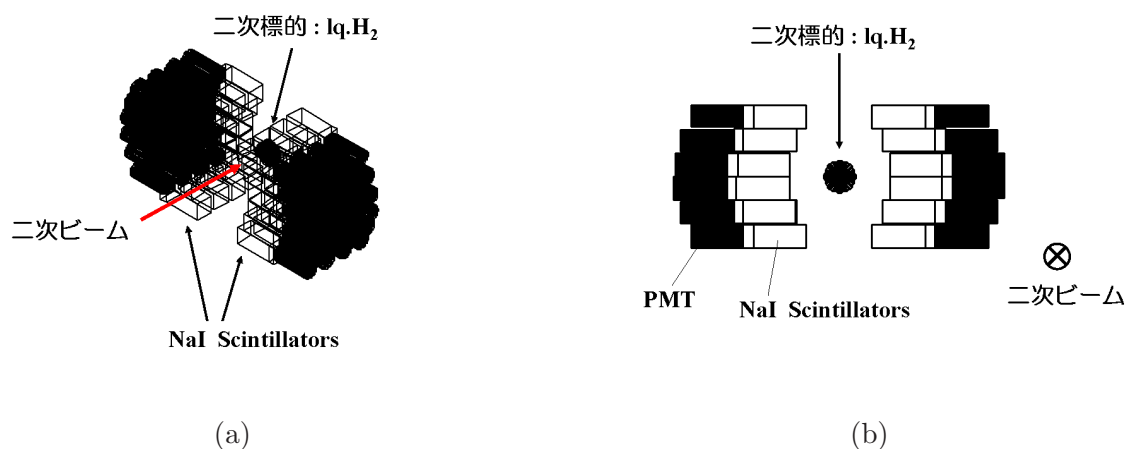 二次標的 : lq.H₂
二次ビーム
NaI Scintillators
(a)
二次標的 : lq.H₂
PMT
NaI Scintillators
二次ビーム
(b)